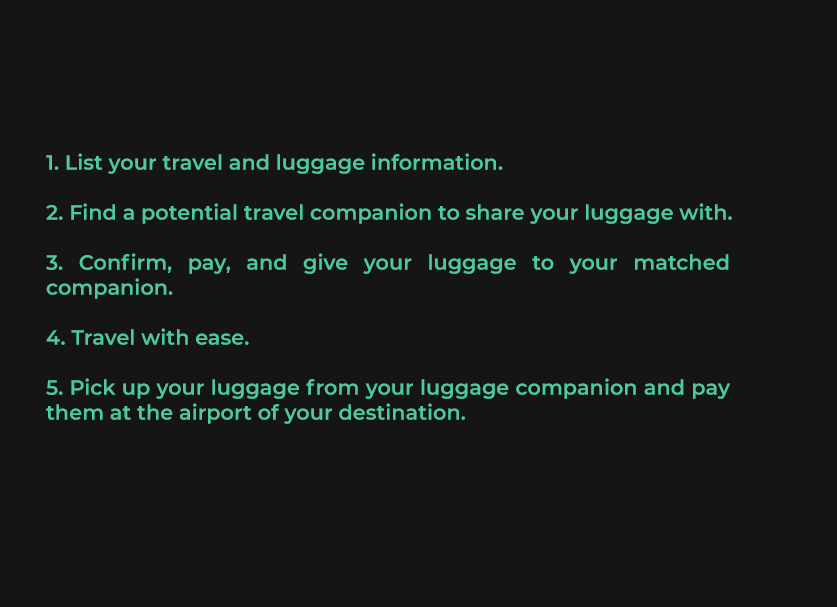 1. List your travel and luggage information.
2. Find a potential travel companion to share your luggage with.
3. Confirm, pay, and give your luggage to your matched
companion.
4. Travel with ease.
5. Pick up your luggage from your luggage companion and pay
them at the airport of your destination.